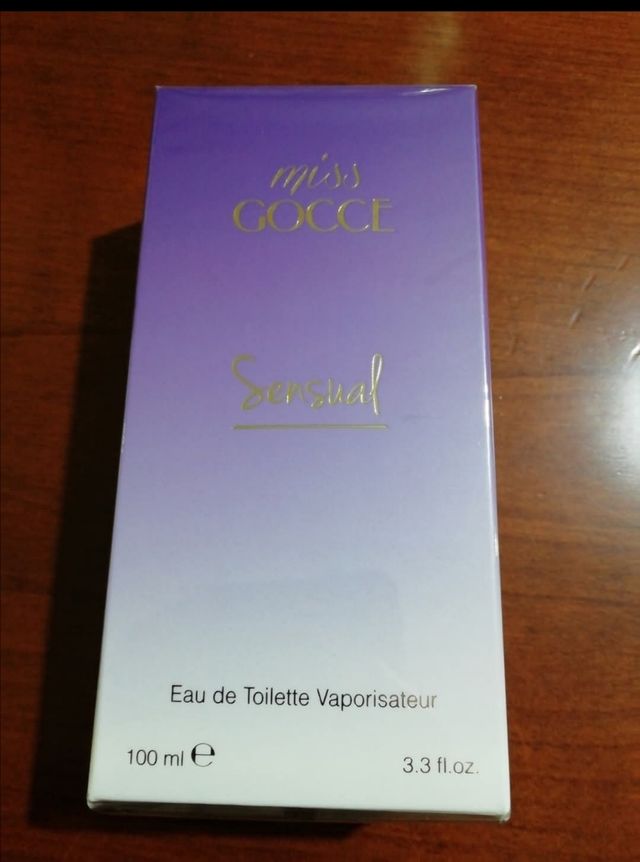 miss
GOCCE
Sensual
Eau de Toilette Vaporisateur
100 ml ℮
3.3 fl.oz.